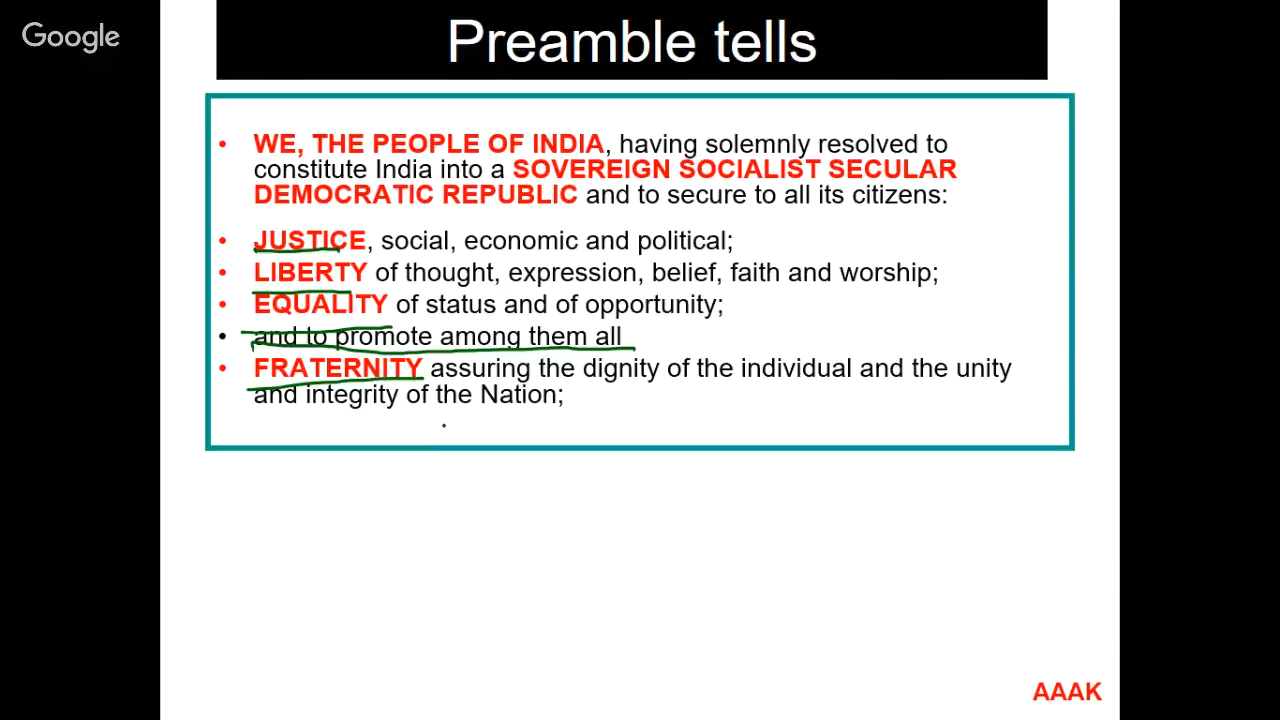 Google
Preamble tells
• WE, THE PEOPLE OF INDIA, having solemnly resolved to
constitute India into a SOVEREIGN SOCIALIST SECULAR
DEMOCRATIC REPUBLIC and to secure to all its citizens:
• JUSTICE, social, economic and political;
• LIBERTY of thought, expression, belief, faith and worship;
• EQUALITY of status and of opportunity;
• and to promote among them all
• FRATERNITY assuring the dignity of the individual and the unity
and integrity of the Nation;
AAAK